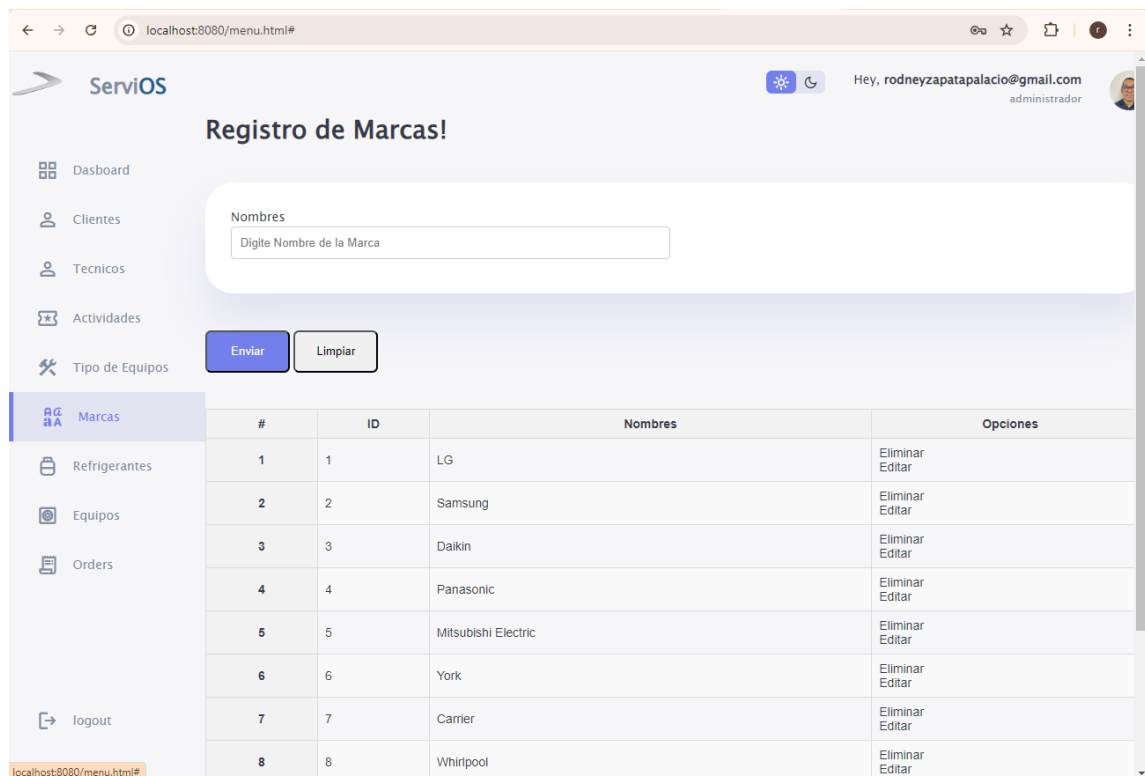 localhost:8080/menu.html#
r
ServiOS
Hey, rodneyzapatapalacio@gmail.com
administrador
Registro de Marcas!
Dasboard
Clientes
Tecnicos
Actividades
Tipo de Equipos
Marcas
Refrigerantes
Equipos
Orders
logout
Nombres
Digite Nombre de la Marca
Enviar Limpiar
# ID Nombres Opciones
1 1 LG Eliminar
Editar
2 2 Samsung Eliminar
Editar
3 3 Daikin Eliminar
Editar
4 4 Panasonic Eliminar
Editar
5 5 Mitsubishi Electric Eliminar
Editar
6 6 York Eliminar
Editar
7 7 Carrier Eliminar
Editar
8 8 Whirlpool Eliminar
Editar
localhost:8080/menu.html#